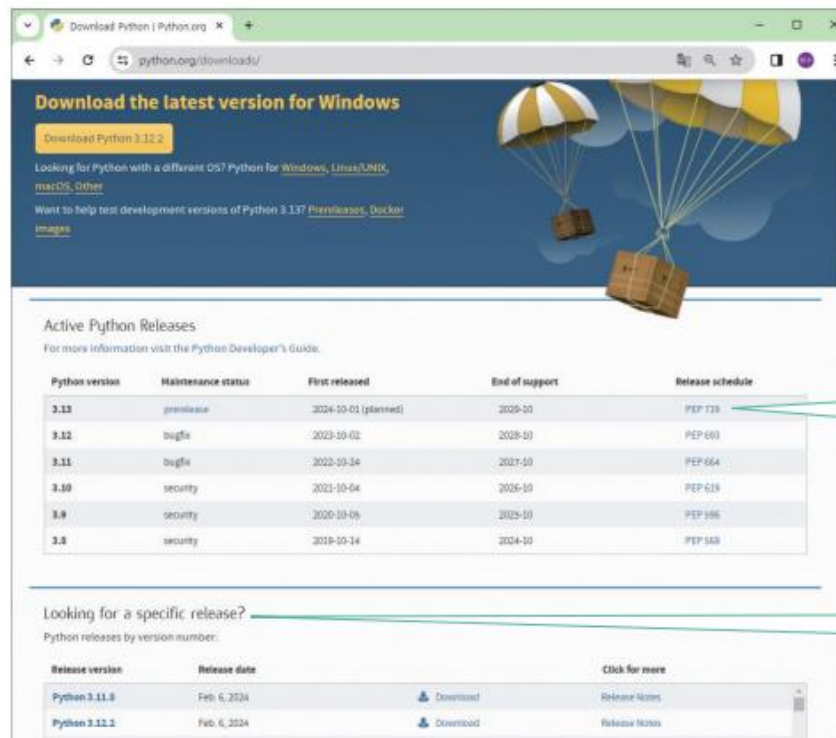 Download Python | Python.org
python.org/downloads/
Download the latest version for Windows
Download Python 3.12.2
Looking for Python with a different OS? Python for Windows, Linux/UNIX,
macOS, Other
Want to help test development versions of Python 3.13? Prereleases, Docker
images
Active Python Releases
For more information visit the Python Developer's Guide.
Python version Maintenance status First released End of support Release schedule
3.13 prerelease 2024-10-01 (planned) 2029-10 PEP 719
3.12 bugfix 2023-10-02 2028-10 PEP 693
3.11 bugfix 2022-10-24 2027-10 PEP 664
3.10 security 2021-10-04 2026-10 PEP 619
3.9 security 2020-10-05 2025-10 PEP 596
3.8 security 2019-10-14 2024-10 PEP 569
Looking for a specific release?
Python releases by version number:
Release version Release date Click for more
Python 3.11.8 Feb. 6, 2024 Download Release Notes
Python 3.12.2 Feb. 6, 2024 Download Release Notes